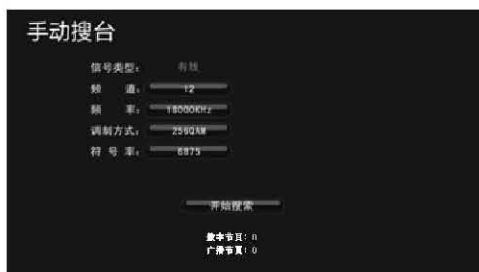 手动搜台
信号类型： 有线
频 道： 12
频 率： 18000KHz
调制方式： 256QAM
符 号 率： 6875
开始搜索
数字节目：0
广播节目：0